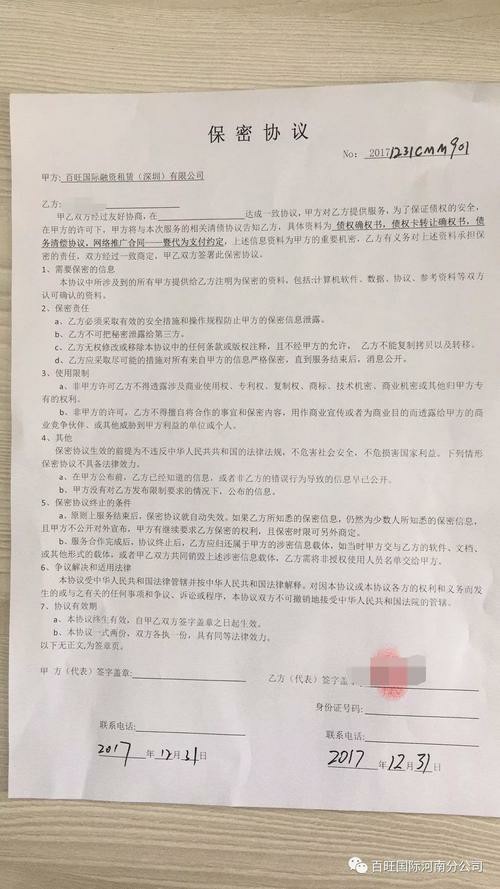 保 密 协 议
No: 20171231CMM901
甲方: 百旺国际融资租赁（深圳）有限公司
乙方:
甲乙双方经过友好协商，在 达成一致协议，甲方对乙方提供服务，为了保证债权的安全，
在甲方的许可下，甲方将与本次服务的相关清债协议告知乙方，具体资料为 债权确权书，债权卡转让确权书，债
务清偿协议，网络推广合同——暨代为支付约定，上述信息资料为甲方的重要机密，乙方有义务对上述资料承担保
密的责任，双方经过一致商定，甲乙双方签署此保密协议。
1、需要保密的信息
本协议中所涉及到的所有甲方提供给乙方注明为保密的资料，包括:计算机软件、数据、协议、参考资料等双方
认可确认的资料。
2、保密责任
a、乙方必须采取有效的安全措施和操作规程防止甲方的保密信息泄露。
b、乙方不可把秘密泄露给第三方。
c、乙方无权修改或移除本协议中的任何条款或版权注释，且不经甲方的允许， 乙方不能复制拷贝以及转移。
d、乙方应采取尽可能的措施对所有来自甲方的信息严格保密，直到服务结束后，消息公开。
3、使用限制
a、非甲方许可乙方不得透露涉及商业使用权、专利权、复制权、商标、技术机密、商业机密或其他归甲方专
有的权利。
b、非甲方的许可，乙方不得擅自将合作的事宜和保密内容，用作商业宣传或者为商业目的而透露给甲方的商
业竞争伙伴、或其他威胁到甲方利益的单位或个人。
4、其他
保密协议生效的前提为不违反中华人民共和国的法律法规，不危害社会安全，不危损害国家利益。下列情形
保密协议不具备法律效力。
a、在甲方公布前，乙方已经知道的信息，或者非乙方的错误行为导致的信息早已公开。
b、甲方没有对乙方发布限制要求的情况下，公布的信息。
5、保密协议终止的条件
a、原则上服务结束后，保密协议就自动失效。如果乙方所知悉的保密信息，仍然为少数人所知悉的保密信息，
且甲方不公开对外宣布，甲方有继续要求乙方保密的权利，且保密时限可另外商定。
b、服务合作完成后，协议终止后，乙方应归还属于甲方的涉密信息载体，如当时甲方交与乙方的软件、文档、
或其他形式的载体，或者甲乙双方共同销毁上述涉密信息载体，乙方需将非授权使用人员名单交给甲方。
6、争议解决和适用法律
本协议受中华人民共和国法律管辖并按中华人民共和国法律解释。对因本协议或本协议各方的权利和义务而发
生的或与之有关的任何事项和争议、诉讼或程序，本协议双方不可撤销地接受中华人民共和国法院的管辖。
7、协议有效期
a、本协议终生有效，自甲乙双方签字盖章之日起生效。
b、本协议一式两份，双方各执一份，具有同等法律效力。
以下无正文,为签章页。
甲 方（代表）签字盖章: 乙方（代表）签字盖
身份证号码:
联系电话: 联系电话:
2017 年 12 月 31 日 2017 年 12 月 31 日
百旺国际河南分公司